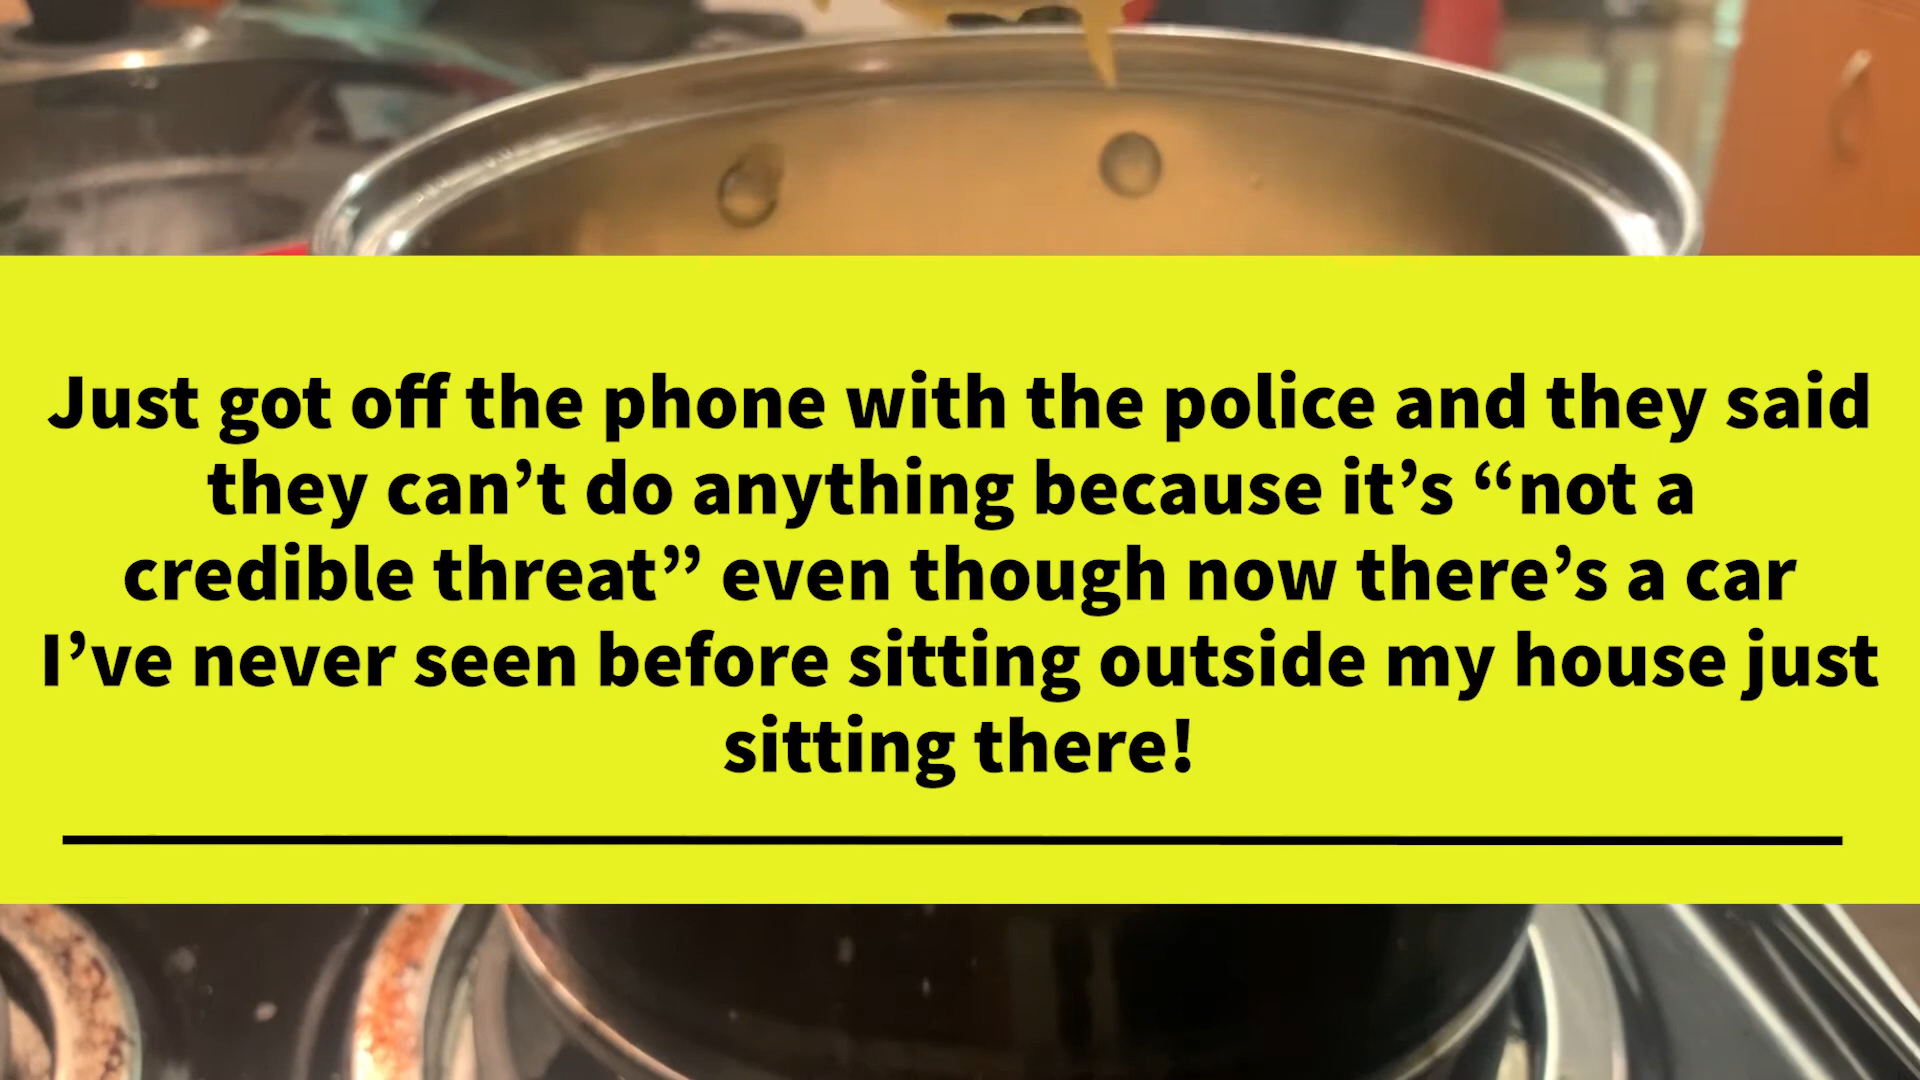 Just got off the phone with the police and they said
they can’t do anything because it’s “not a
credible threat” even though now there’s a car
I’ve never seen before sitting outside my house just
sitting there!